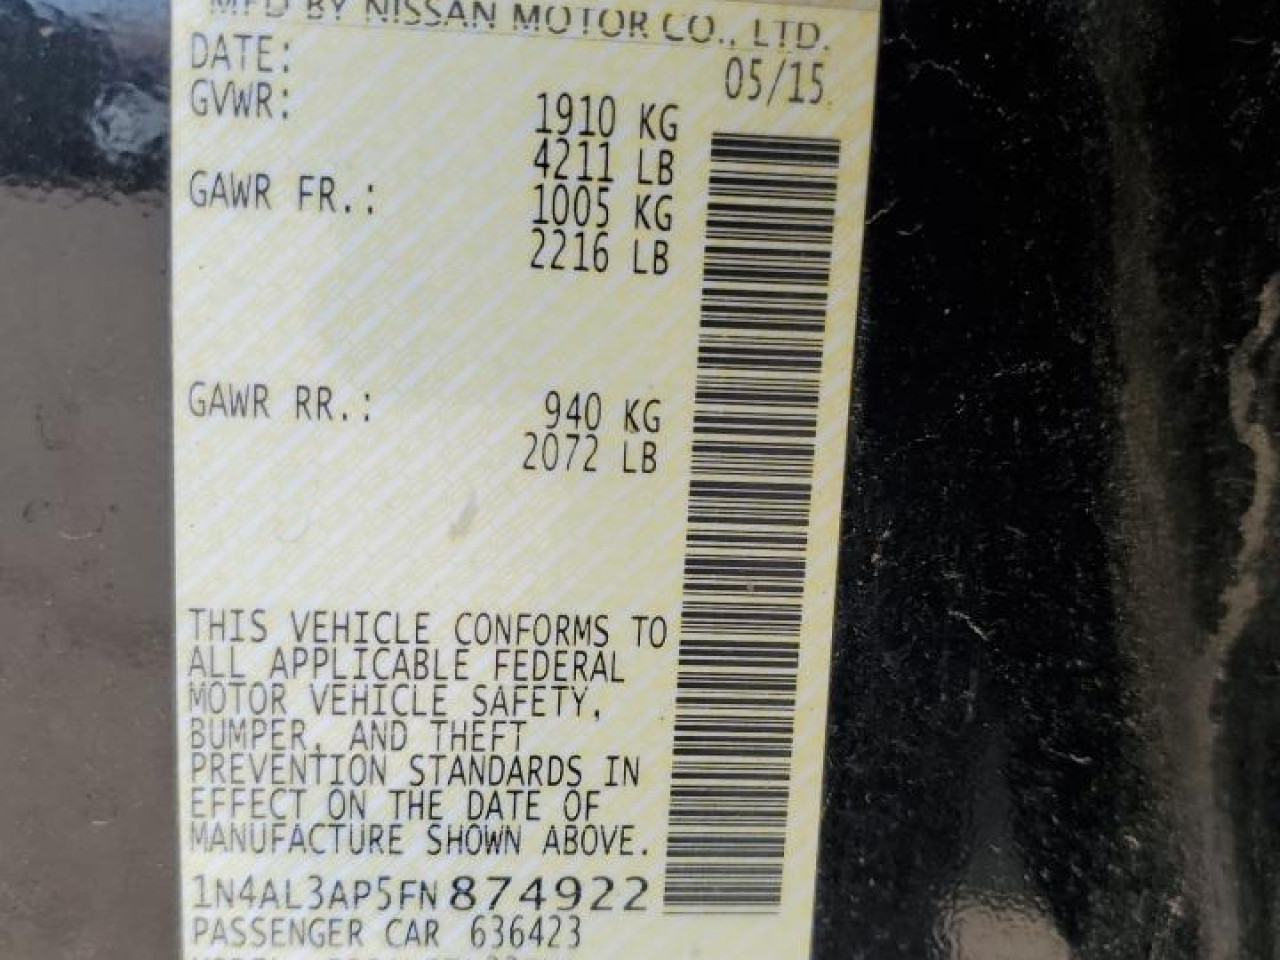 MFD BY NISSAN MOTOR CO., LTD.
DATE: 05/15
GVWR: 1910 KG
4211 LB
GAWR FR.: 1005 KG
2216 LB
GAWR RR.: 940 KG
2072 LB
THIS VEHICLE CONFORMS TO
ALL APPLICABLE FEDERAL
MOTOR VEHICLE SAFETY,
BUMPER, AND THEFT
PREVENTION STANDARDS IN
EFFECT ON THE DATE OF
MANUFACTURE SHOWN ABOVE.
1N4AL3AP5FN874922
PASSENGER CAR 636423